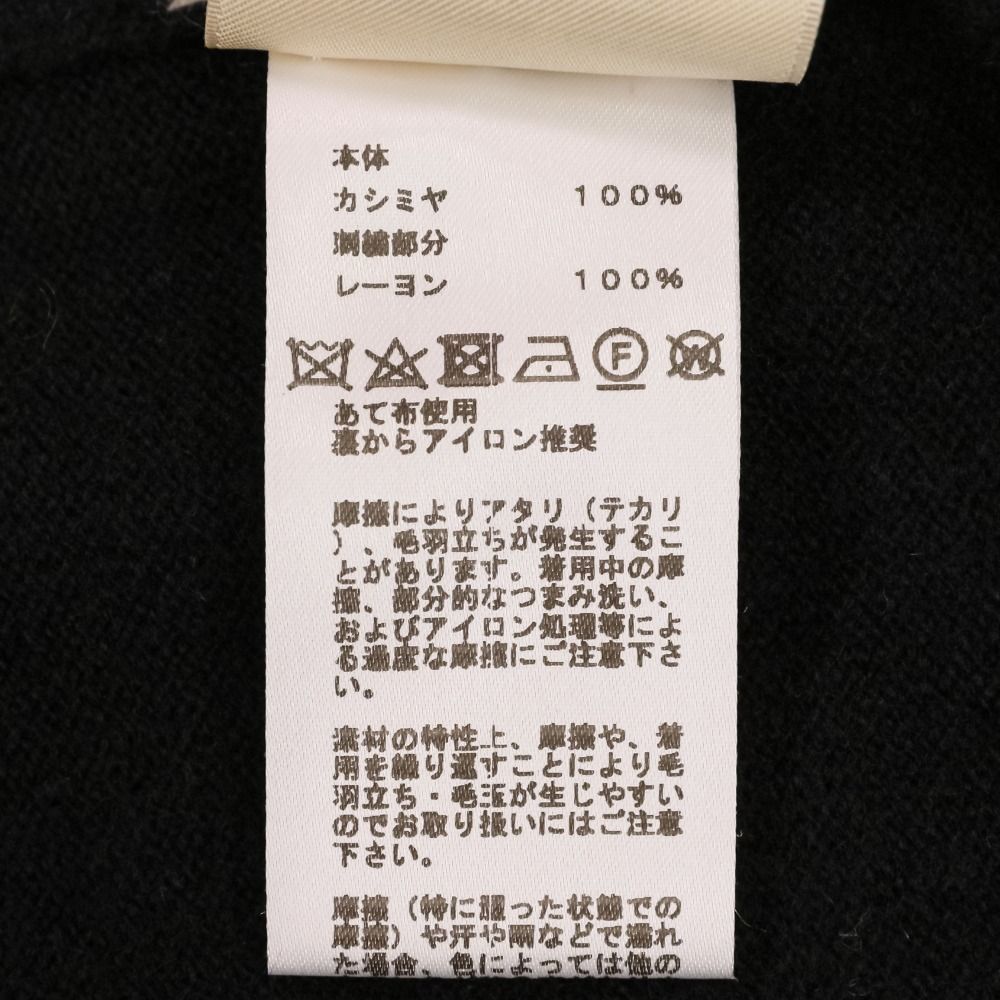 本体
カシミヤ 100%
刺繍部分
レーヨン 100%
F W
あて布使用
裏からアイロン推奨
摩擦によりアタリ（テカリ
）、毛羽立ちが発生するこ
とがあります。着用中の摩
擦、部分的なつまみ洗い、
およびアイロン処理等によ
る過度な摩擦にご注意下さ
い。
素材の特性上、摩擦や、着
用を繰り返すことにより毛
羽立ち・毛玉が生じやすい
のでお取り扱いにはご注意
下さい。
摩擦（特に湿った状態での
摩擦）や汗や雨などで濡れ
た場合、色によっては他の